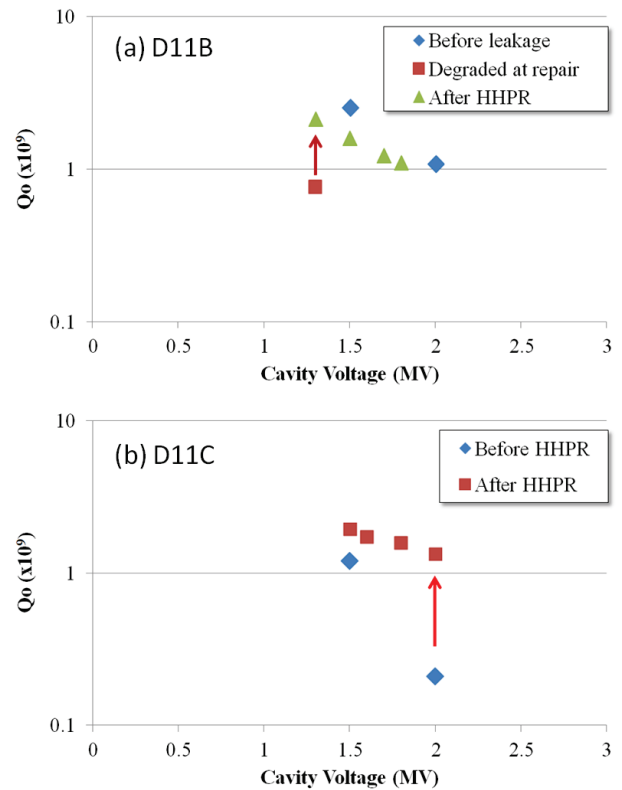 (a) D11B
Before leakage
Degraded at repair
After HHPR
Qo (x10⁹)
10
1
0.1
0 0.5 1 1.5 2 2.5 3
Cavity Voltage (MV)
(b) D11C
Before HHPR
After HHPR
Qo (x10⁹)
10
1
0.1
0 0.5 1 1.5 2 2.5 3
Cavity Voltage (MV)